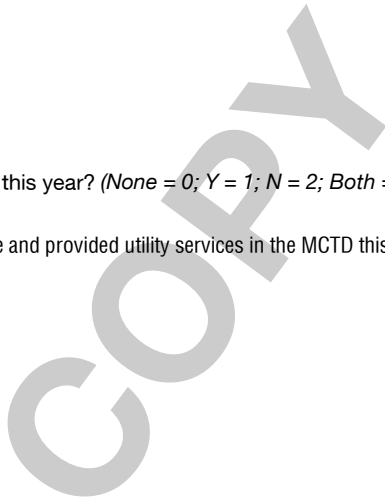 this year? (None = 0; Y = 1; N = 2; Both =
e and provided utility services in the MCTD this
COPY